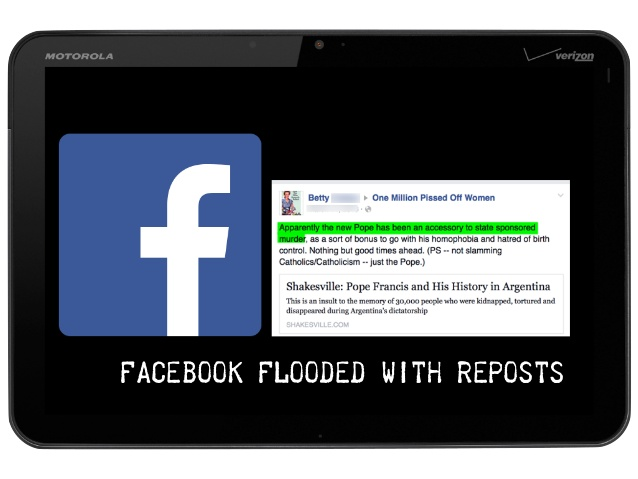 MOTOROLA
verizon
Betty
One Million Pissed Off Women
Apparently the new Pope has been an accessory to state sponsored
murder, as a sort of bonus to go with his homophobia and hatred of birth
control. Nothing but good times ahead. (PS -- not slamming
Catholics/Catholicism -- just the Pope.)
Shakesville: Pope Francis and His History in Argentina
This is an insult to the memory of 30,000 people who were kidnapped, tortured and
disappeared during Argentina's dictatorship
SHAKESVILLE.COM
FACEBOOK FLOODED WITH REPOSTS